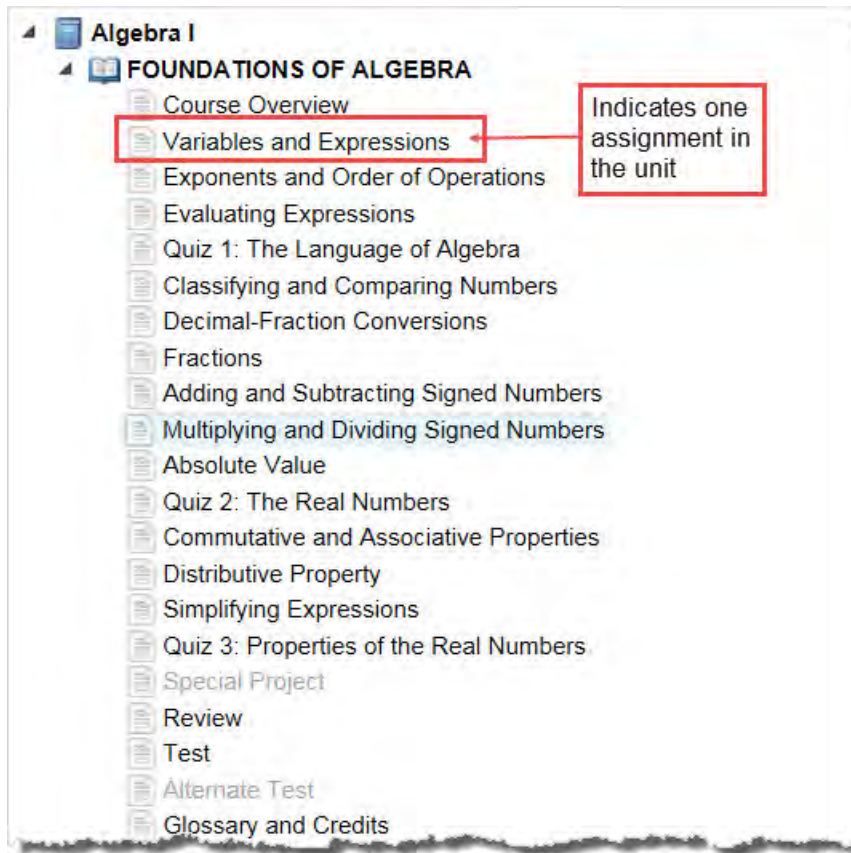 Algebra I
FOUNDATIONS OF ALGEBRA
Course Overview
Variables and Expressions
Indicates one
assignment in
the unit
Exponents and Order of Operations
Evaluating Expressions
Quiz 1: The Language of Algebra
Classifying and Comparing Numbers
Decimal-Fraction Conversions
Fractions
Adding and Subtracting Signed Numbers
Multiplying and Dividing Signed Numbers
Absolute Value
Quiz 2: The Real Numbers
Commutative and Associative Properties
Distributive Property
Simplifying Expressions
Quiz 3: Properties of the Real Numbers
Special Project
Review
Test
Alternate Test
Glossary and Credits